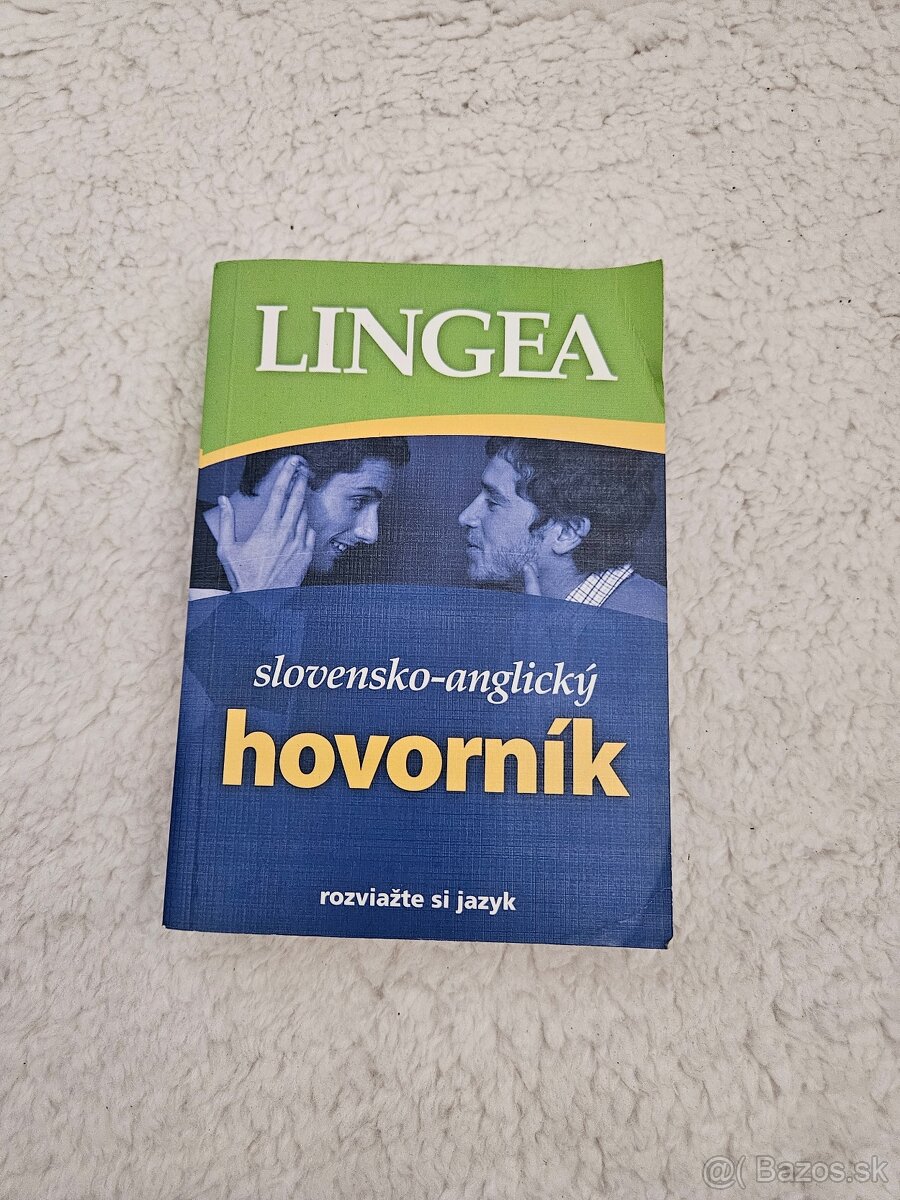 LINGEA
slovensko-anglický
hovorník
rozviažte si jazyk
@( Bazos.sk